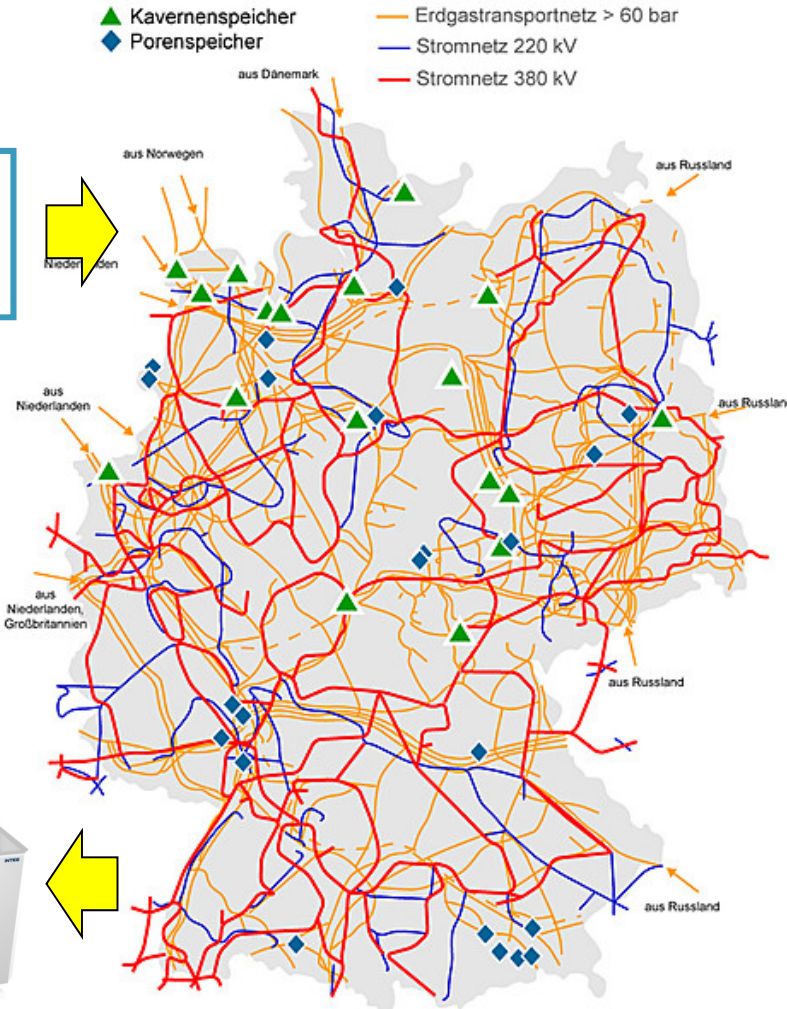 Kavernenspeicher
Porenspeicher
Erdgastransportnetz > 60 bar
Stromnetz 220 kV
Stromnetz 380 kV
aus Dänemark
aus Norwegen
aus Russland
aus
Niederlanden
aus Russland
aus
Niederlanden,
Großbritannien
aus Russland
aus Russland